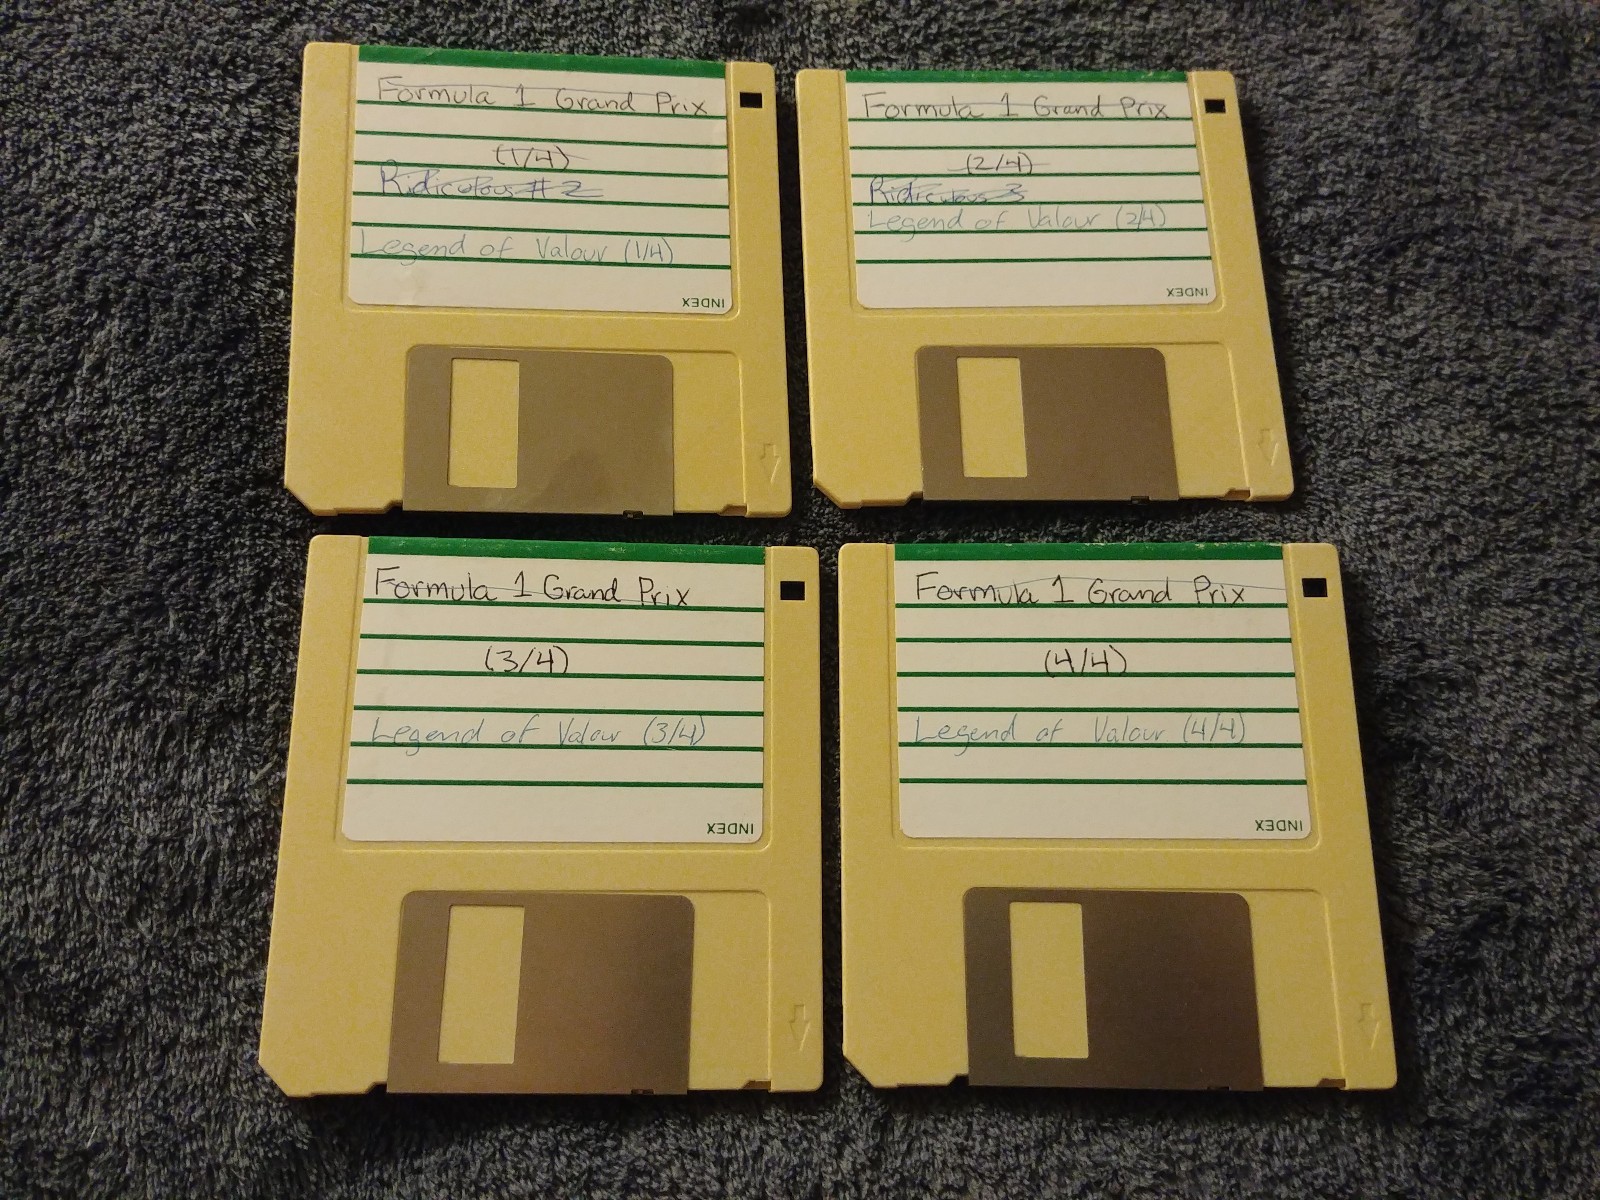 Formula 1 Grand Prix
(1/4)
Ridiculous #2
Legend of Valour (1/4)
INDEX
Formula 1 Grand Prix
(2/4)
Ridiculous 3
Legend of Valour (2/4)
INDEX
Formula 1 Grand Prix
(3/4)
Legend of Valour (3/4)
INDEX
Formula 1 Grand Prix
(4/4)
Legend of Valour (4/4)
INDEX